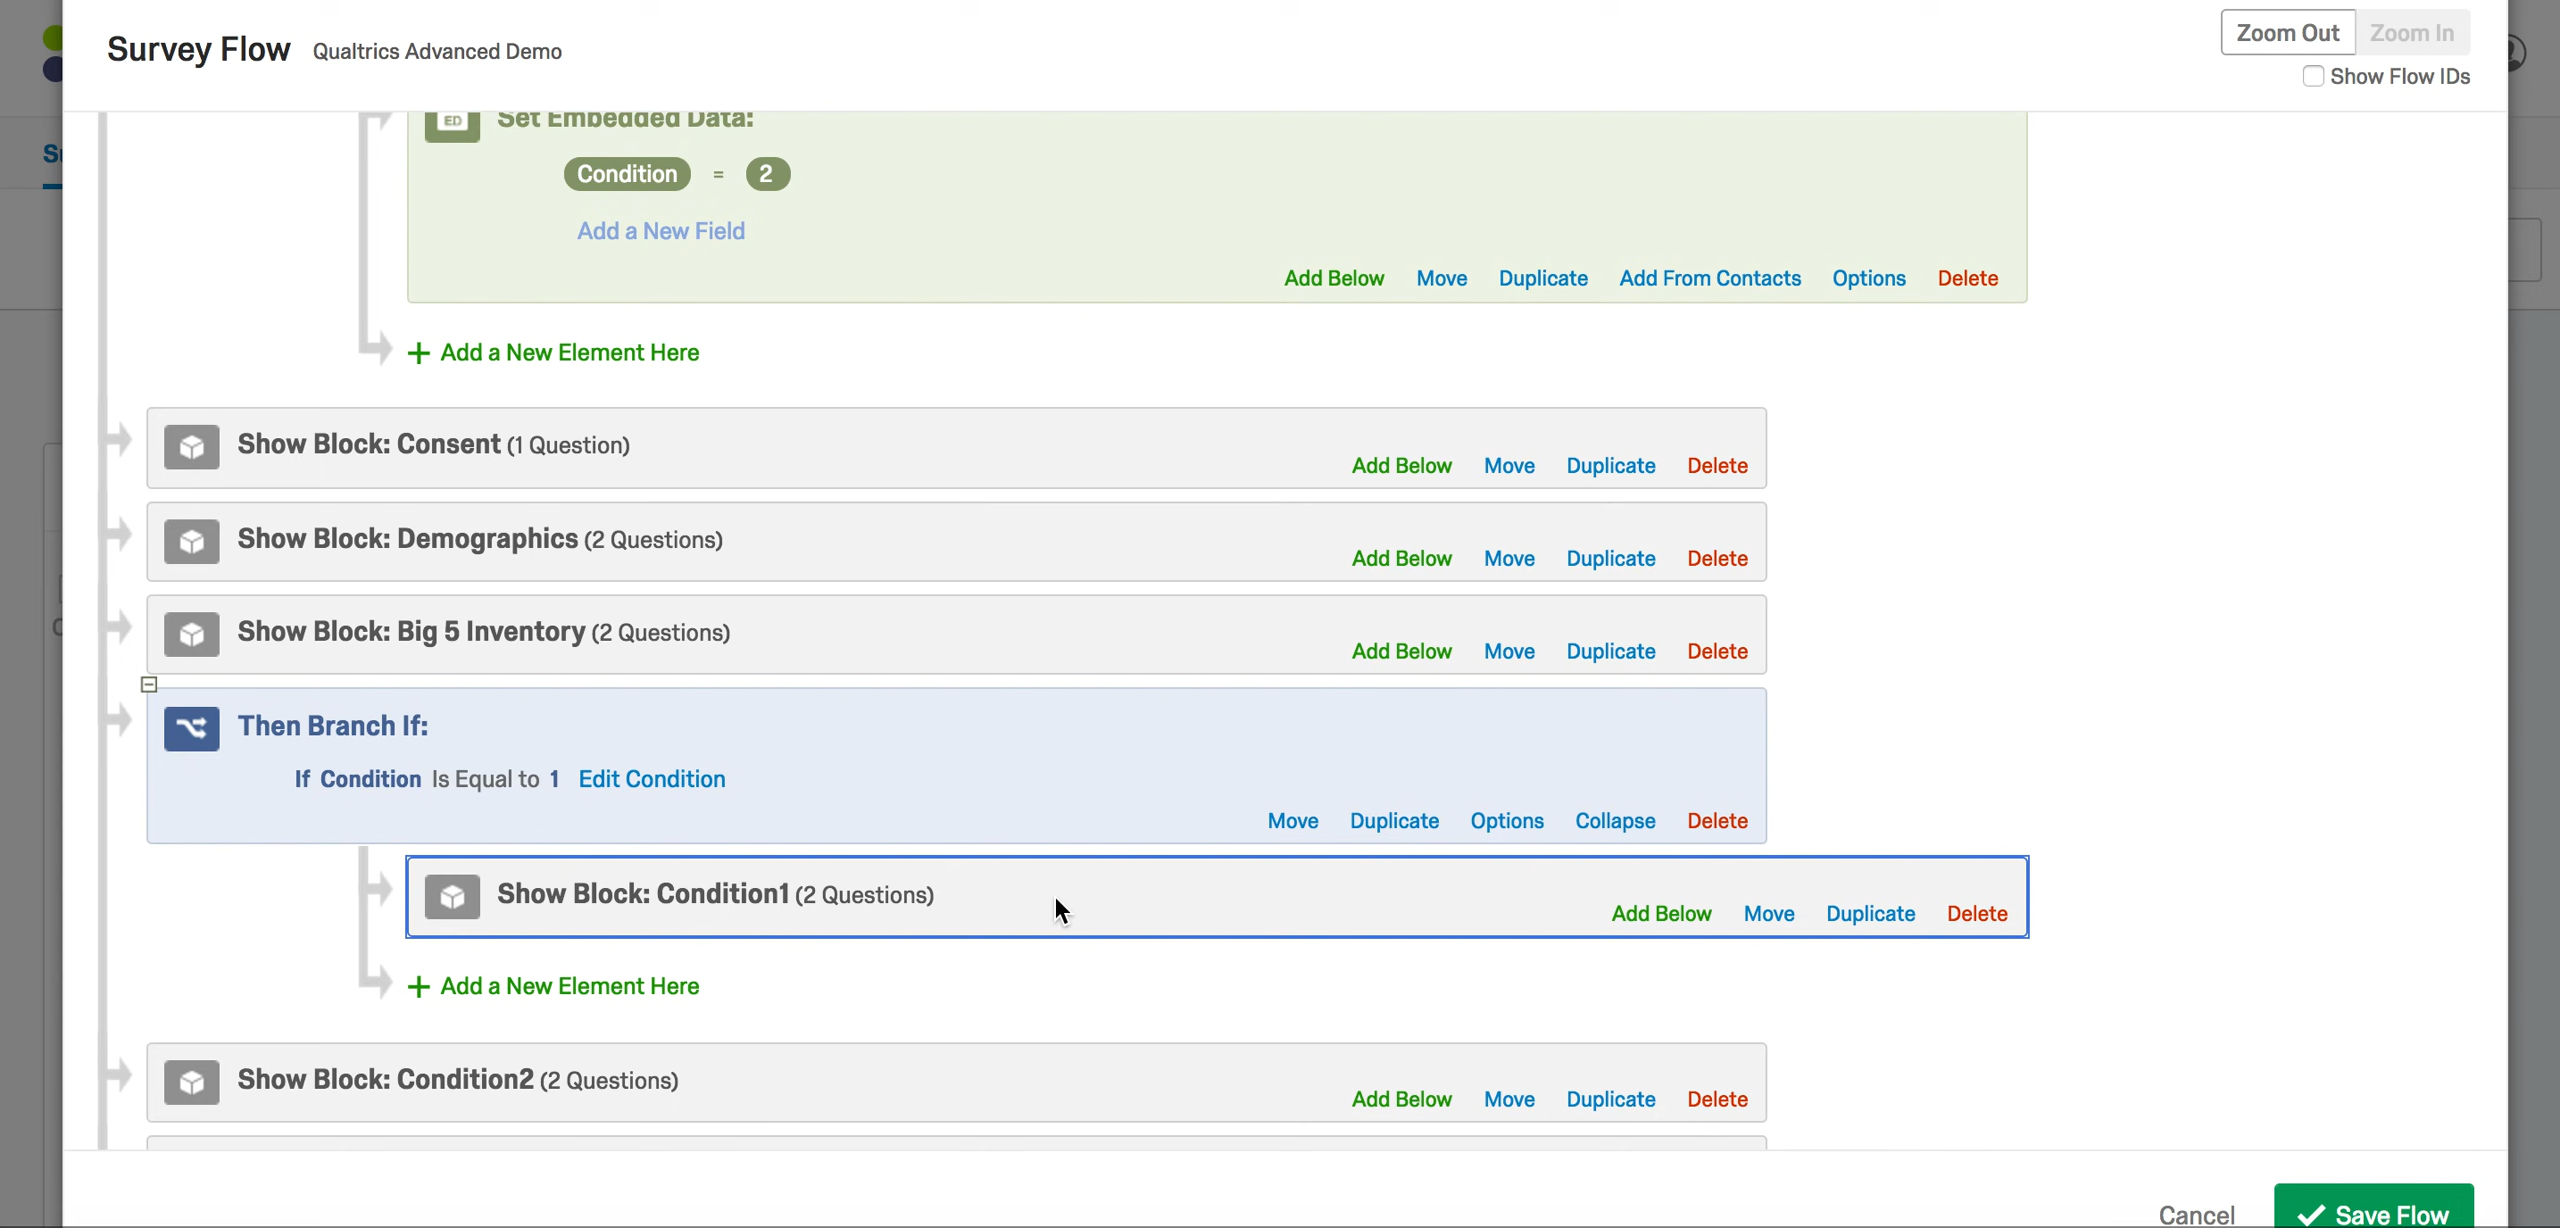 Survey Flow Qualtrics Advanced Demo
Zoom Out Zoom In
Show Flow IDs
ED Set Embedded Data:
Condition = 2
Add a New Field
Add Below Move Duplicate Add From Contacts Options Delete
+ Add a New Element Here
Show Block: Consent (1 Question)
Add Below Move Duplicate Delete
Show Block: Demographics (2 Questions)
Add Below Move Duplicate Delete
Show Block: Big 5 Inventory (2 Questions)
Add Below Move Duplicate Delete
Then Branch If:
If Condition Is Equal to 1 Edit Condition
Move Duplicate Options Collapse Delete
Show Block: Condition1 (2 Questions)
Add Below Move Duplicate Delete
+ Add a New Element Here
Show Block: Condition2 (2 Questions)
Add Below Move Duplicate Delete
Cancel Save Flow